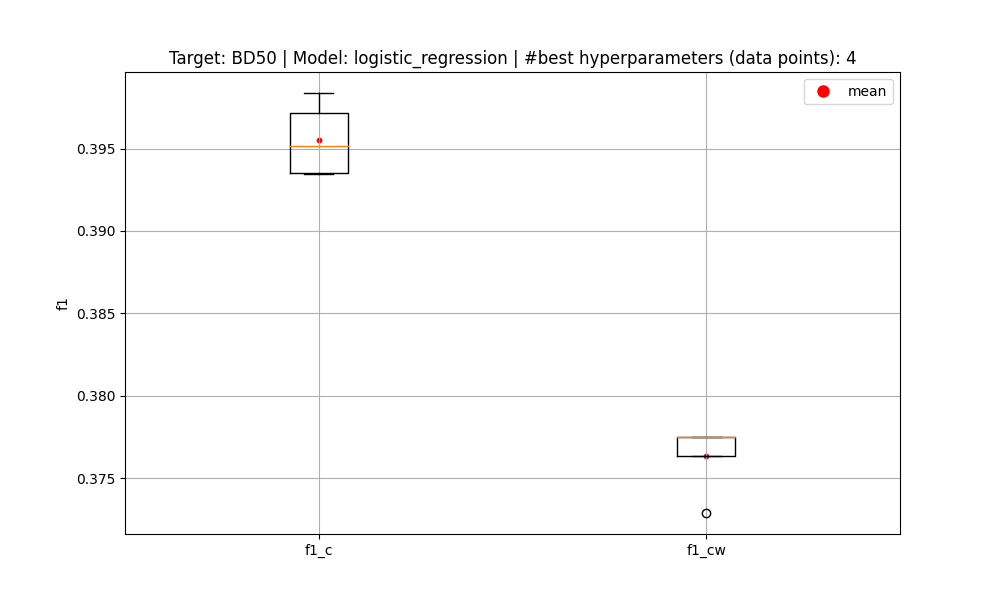 Target: BD50 | Model: logistic_regression | #best hyperparameters (data points): 4
mean
0.395
0.390
0.385
0.380
0.375
f1
f1_c
f1_cw